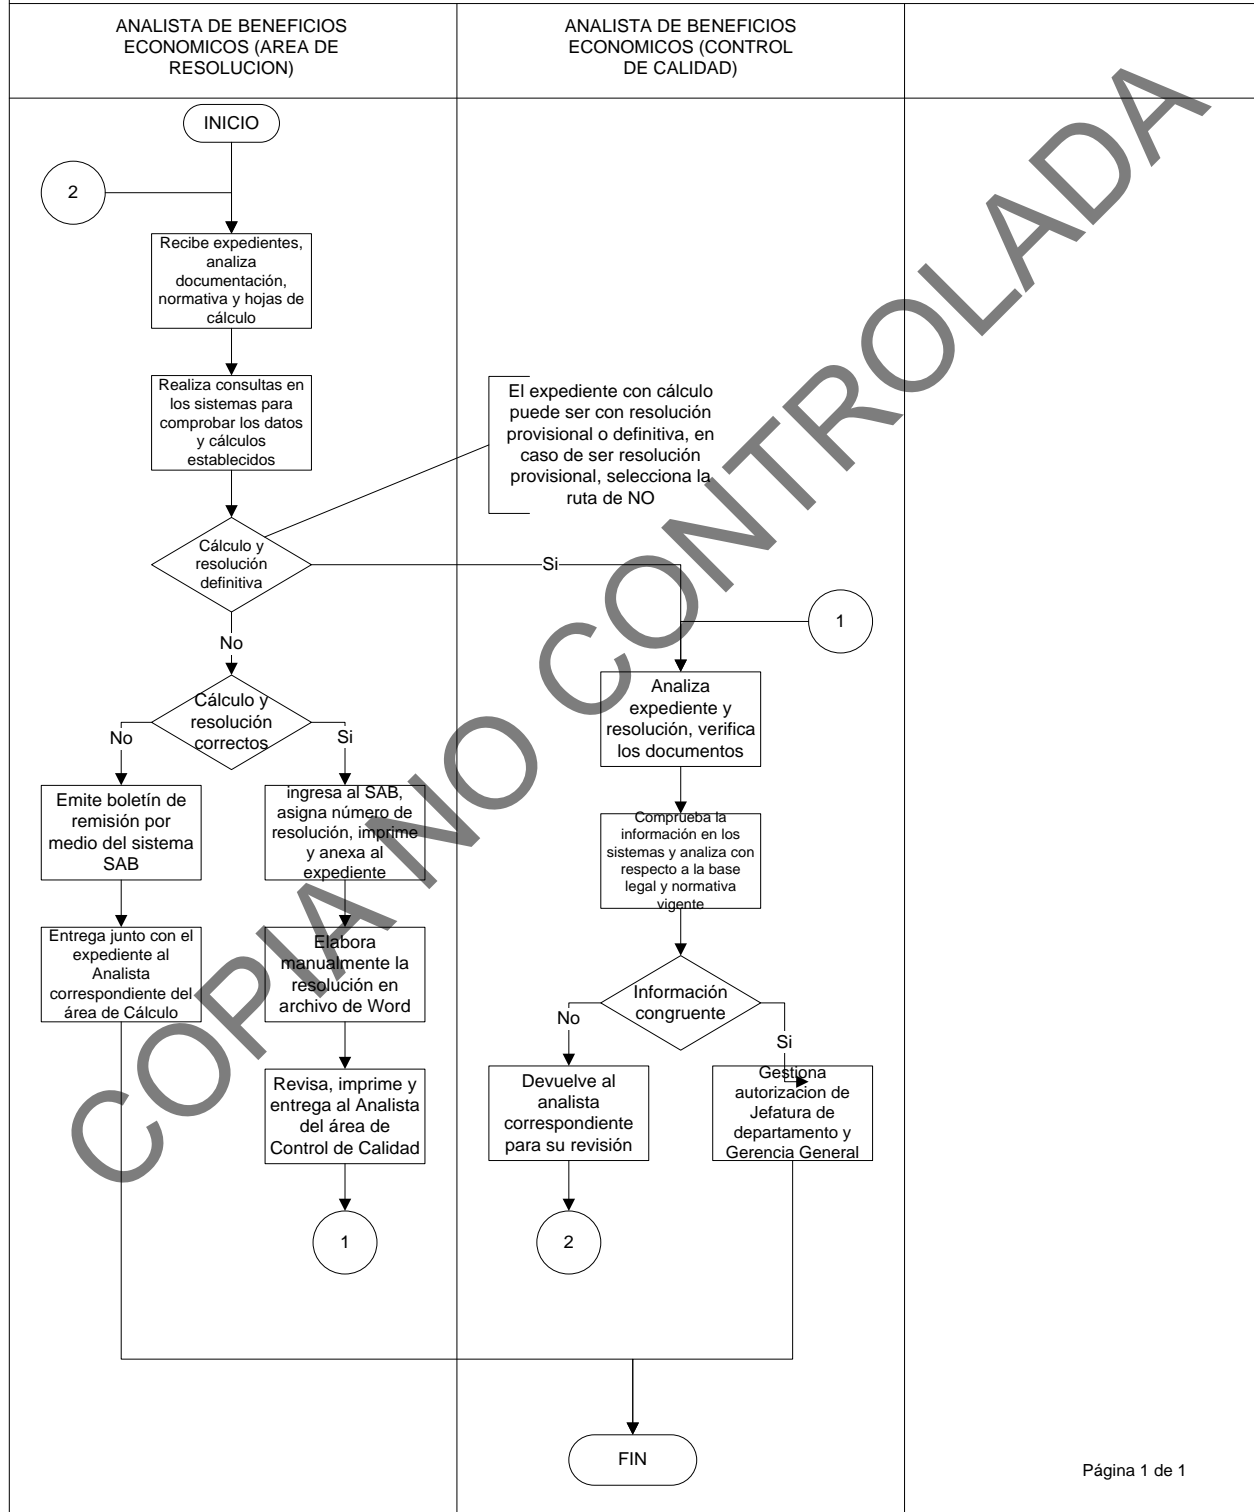 ANALISTA DE BENEFICIOS
ECONOMICOS (AREA DE
RESOLUCION)
ANALISTA DE BENEFICIOS
ECONOMICOS (CONTROL
DE CALIDAD)
INICIO
2
Recibe expedientes,
analiza
documentación,
normativa y hojas de
cálculo
Realiza consultas en
los sistemas para
comprobar los datos
y cálculos
establecidos
El expediente con cálculo
puede ser con resolución
provisional o definitiva, en
caso de ser resolución
provisional, selecciona la
ruta de NO
Cálculo y
resolución
definitiva
Si
No
1
Cálculo y
resolución
correctos
No
Si
Analiza
expediente y
resolución, verifica
los documentos
Emite boletín de
remisión por
medio del sistema
SAB
ingresa al SAB,
asigna número de
resolución, imprime
y anexa al
expediente
Comprueba la
información en los
sistemas y analiza con
respecto a la base
legal y normativa
vigente
Entrega junto con el
expediente al
Analista
correspondiente del
área de Cálculo
Elabora
manualmente la
resolución en
archivo de Word
Información
congruente
No
Si
Revisa, imprime y
entrega al Analista
del área de
Control de Calidad
Devuelve al
analista
correspondiente
para su revisión
Gestiona
autorizacion de
Jefatura de
departamento y
Gerencia General
1
2
FIN
Página 1 de 1
COPIA NO CONTROLADA